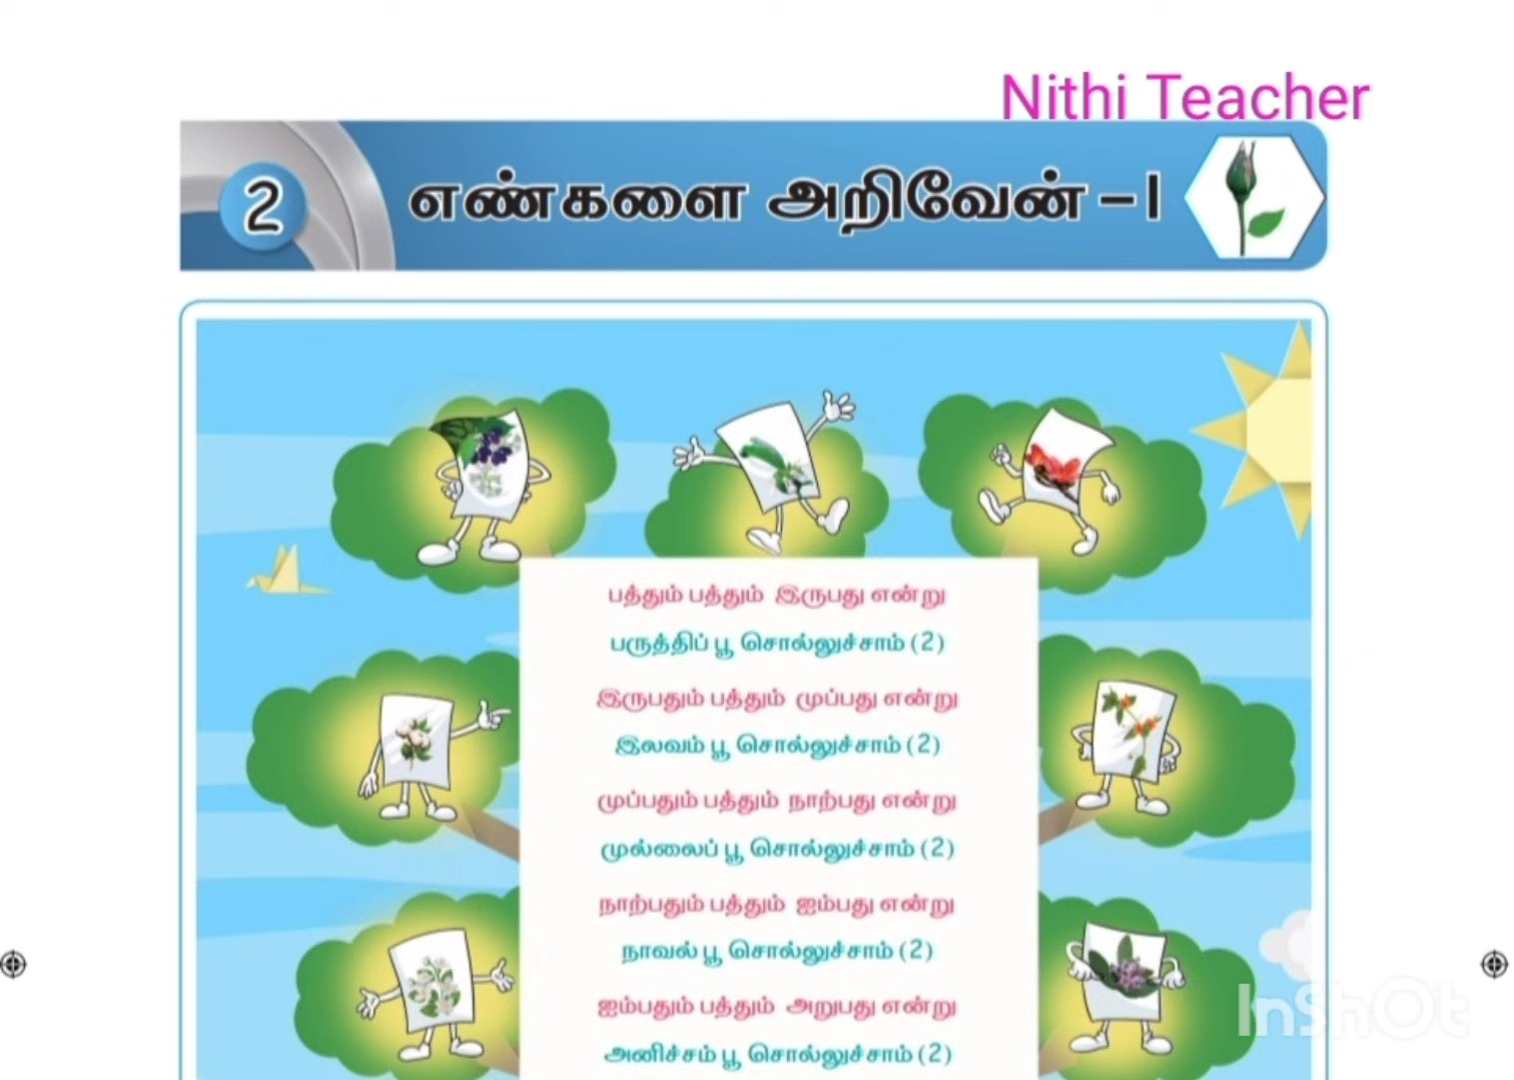 Nithi Teacher
2 எண்களை அறிவேன் – 1
பத்தும் பத்தும் இருபது என்று
பருத்திப் பூ சொல்லுச்சாம் (2)
இருபதும் பத்தும் முப்பது என்று
இலவம் பூ சொல்லுச்சாம் (2)
முப்பதும் பத்தும் நாற்பது என்று
முல்லைப் பூ சொல்லுச்சாம் (2)
நாற்பதும் பத்தும் ஐம்பது என்று
நாவல் பூ சொல்லுச்சாம் (2)
ஐம்பதும் பத்தும் அறுபது என்று
அனிச்சம் பூ சொல்லுச்சாம் (2)
InShOt